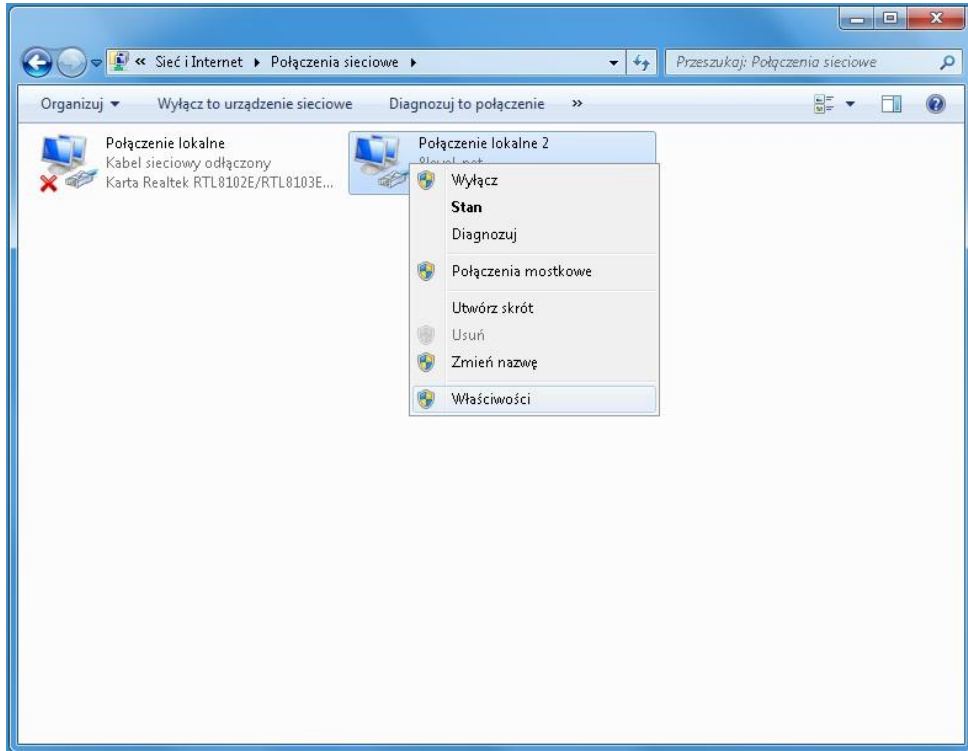 « Sieć i Internet ▸ Połączenia sieciowe ▸
Przeszukaj: Połączenia sieciowe
Organizuj Wyłącz to urządzenie sieciowe Diagnozuj to połączenie »
Połączenie lokalne
Kabel sieciowy odłączony
Karta Realtek RTL8102E/RTL8103E...
Połączenie lokalne 2
Wyłącz
Stan
Diagnozuj
Połączenia mostkowe
Utwórz skrót
Usuń
Zmień nazwę
Właściwości